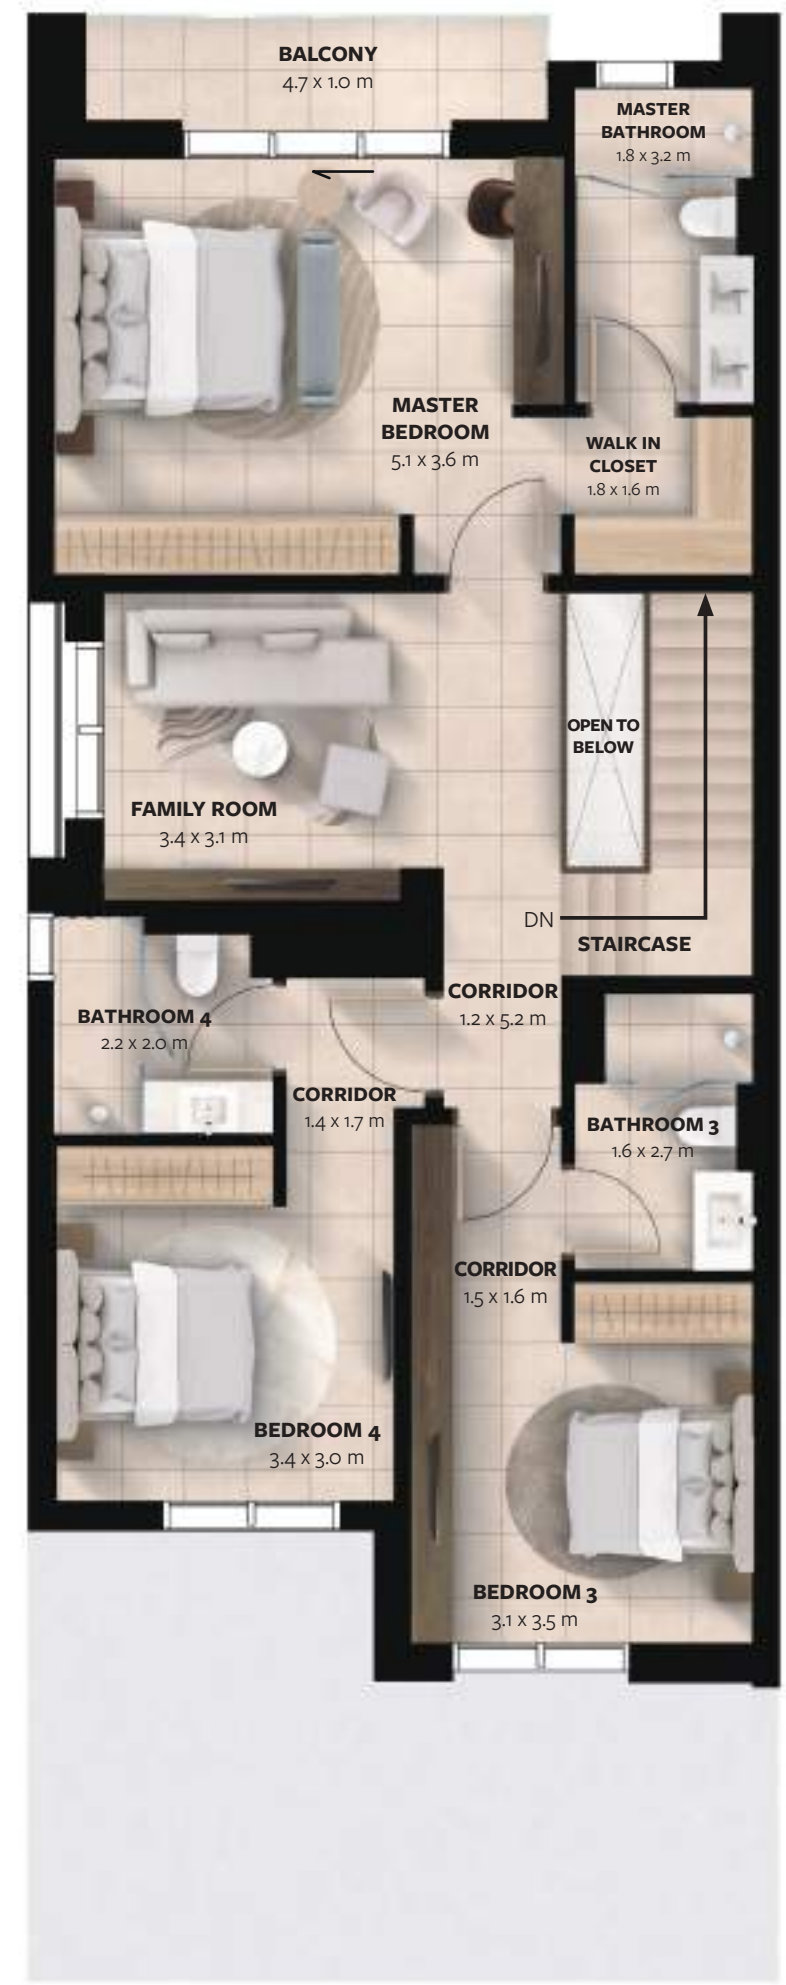 BALCONY
4.7 x 1.0 m
MASTER
BATHROOM
1.8 x 3.2 m
MASTER
BEDROOM
5.1 x 3.6 m
WALK IN
CLOSET
1.8 x 1.6 m
OPEN TO
BELOW
FAMILY ROOM
3.4 x 3.1 m
DN
STAIRCASE
CORRIDOR
1.2 x 5.2 m
BATHROOM 4
2.2 x 2.0 m
CORRIDOR
1.4 x 1.7 m
BATHROOM 3
1.6 x 2.7 m
CORRIDOR
1.5 x 1.6 m
BEDROOM 4
3.4 x 3.0 m
BEDROOM 3
3.1 x 3.5 m